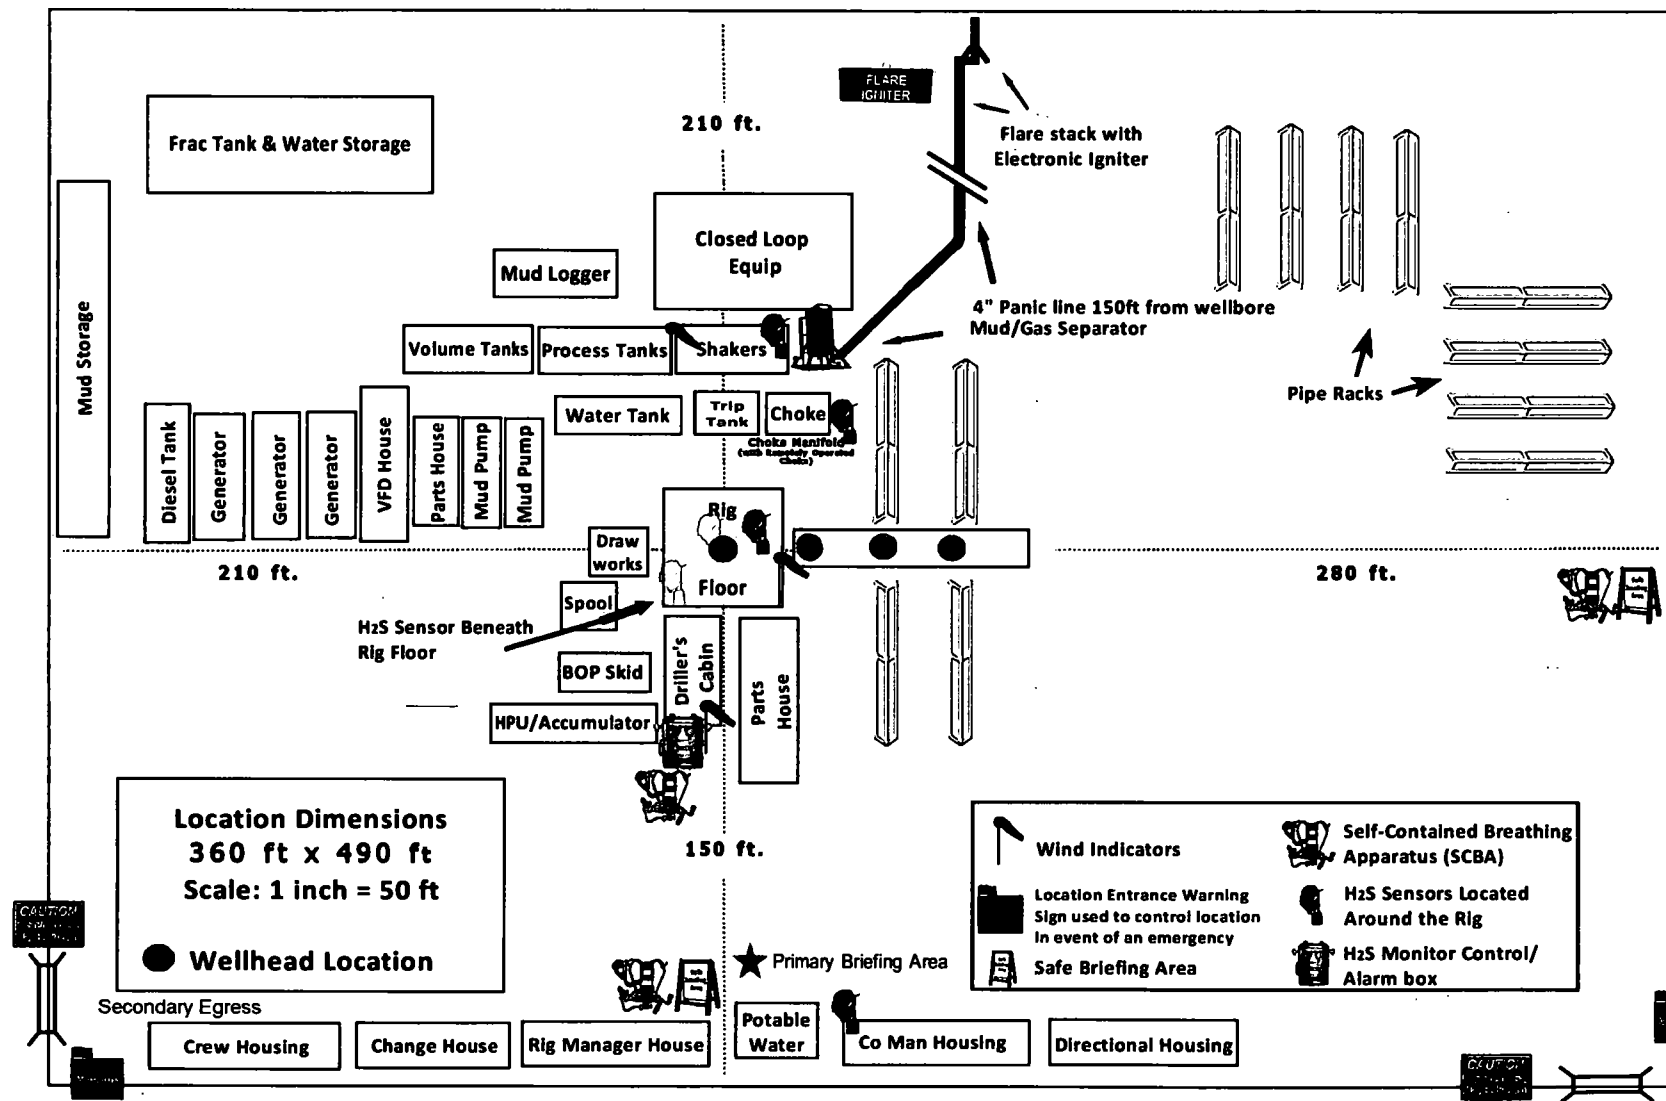 FLARE
IGNITER
210 ft.
Flare stack with
Electronic Igniter
Frac Tank & Water Storage
Closed Loop
Equip
Mud Logger
4" Panic line 150ft from wellbore
Mud/Gas Separator
Volume Tanks
Process Tanks
Shakers
Mud Storage
Pipe Racks
Water Tank
Trip
Tank
Choke
Choke Manifold
(with Remotely Operated
Choke)
Diesel Tank
Generator
Generator
Generator
VFD House
Parts House
Mud Pump
Mud Pump
Rig
Floor
Draw
works
210 ft.
280 ft.
Spool
H2S Sensor Beneath
Rig Floor
BOP Skid
Driller's
Cabin
Parts
House
HPU/Accumulator
Location Dimensions
360 ft x 490 ft
Scale: 1 inch = 50 ft
Wellhead Location
150 ft.
Wind Indicators
Location Entrance Warning
Sign used to control location
in event of an emergency
Safe Briefing Area
Self-Contained Breathing
Apparatus (SCBA)
H2S Sensors Located
Around the Rig
H2S Monitor Control/
Alarm box
CAUTION
Primary Briefing Area
Secondary Egress
Crew Housing
Change House
Rig Manager House
Potable
Water
Co Man Housing
Directional Housing
CAUTION